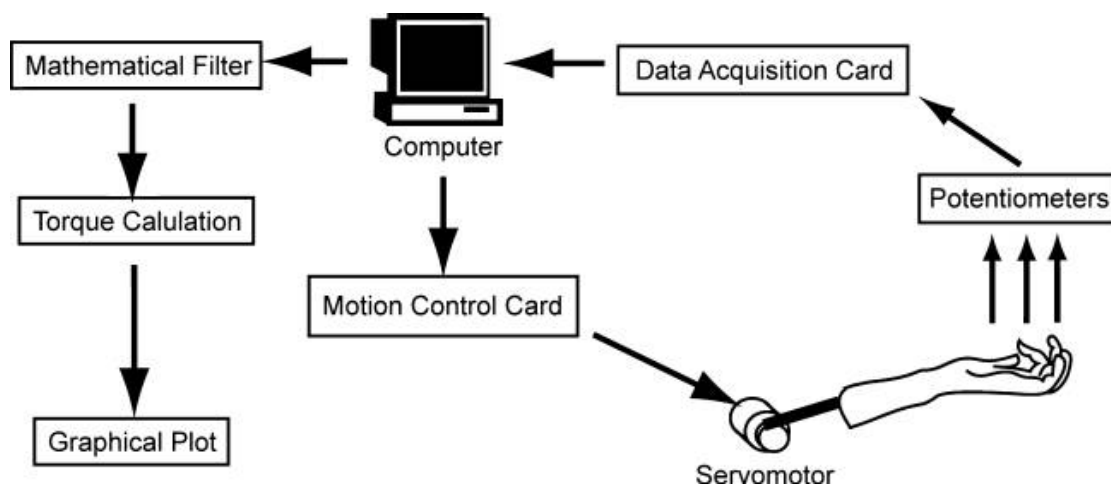 Mathematical Filter
Computer
Data Acquisition Card
Torque Calulation
Potentiometers
Motion Control Card
Graphical Plot
Servomotor